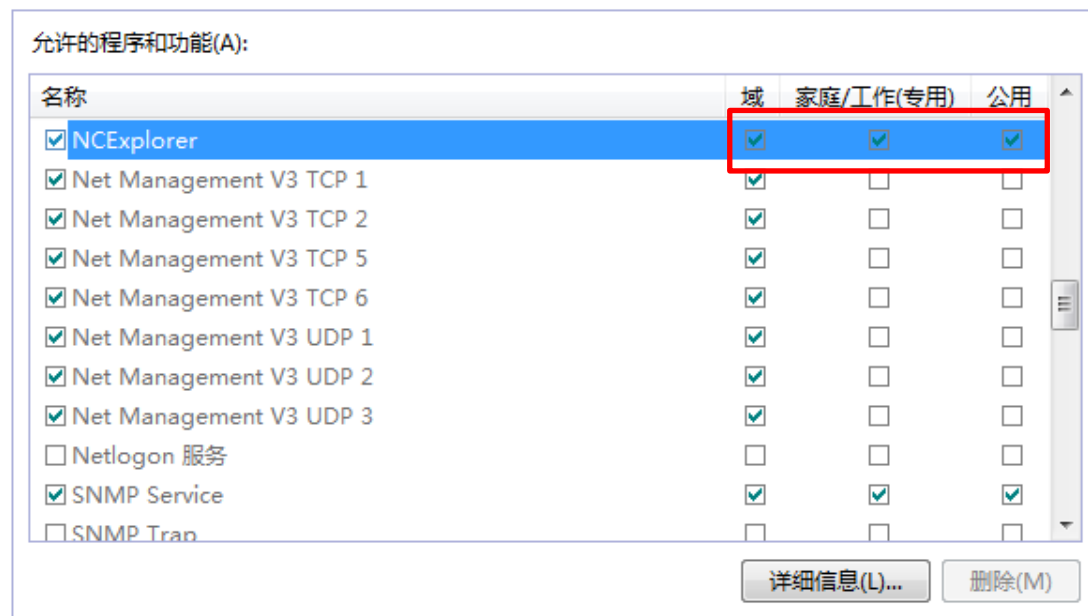 允许的程序和功能(A):
名称 域 家庭/工作(专用) 公用
NCExplorer
Net Management V3 TCP 1
Net Management V3 TCP 2
Net Management V3 TCP 5
Net Management V3 TCP 6
Net Management V3 UDP 1
Net Management V3 UDP 2
Net Management V3 UDP 3
Netlogon 服务
SNMP Service
SNMP Trap
详细信息(L)... 删除(M)